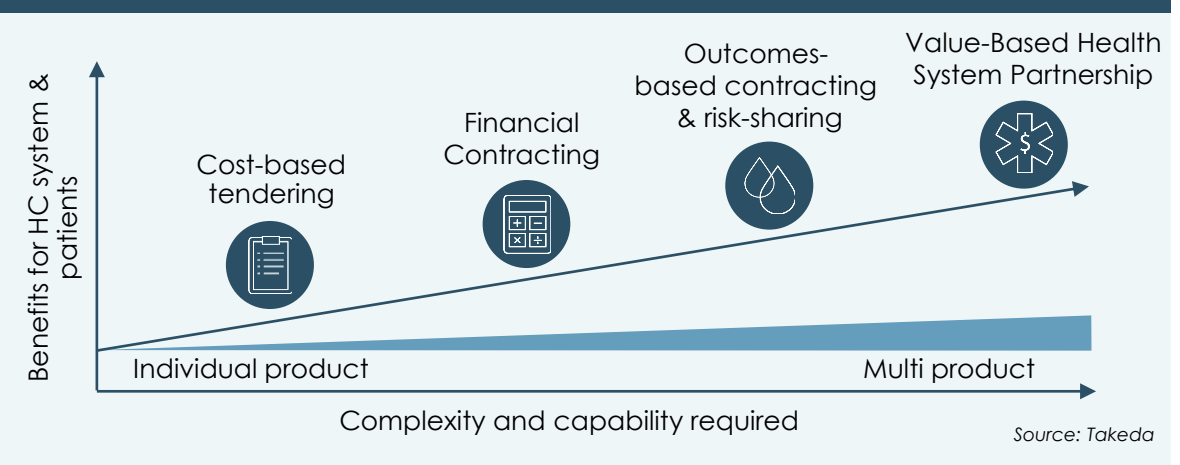 Benefits for HC system &
patients
Cost-based
tendering
Financial
Contracting
Outcomes-
based contracting
& risk-sharing
Value-Based Health
System Partnership
$
Individual product
Multi product
Complexity and capability required
Source: Takeda